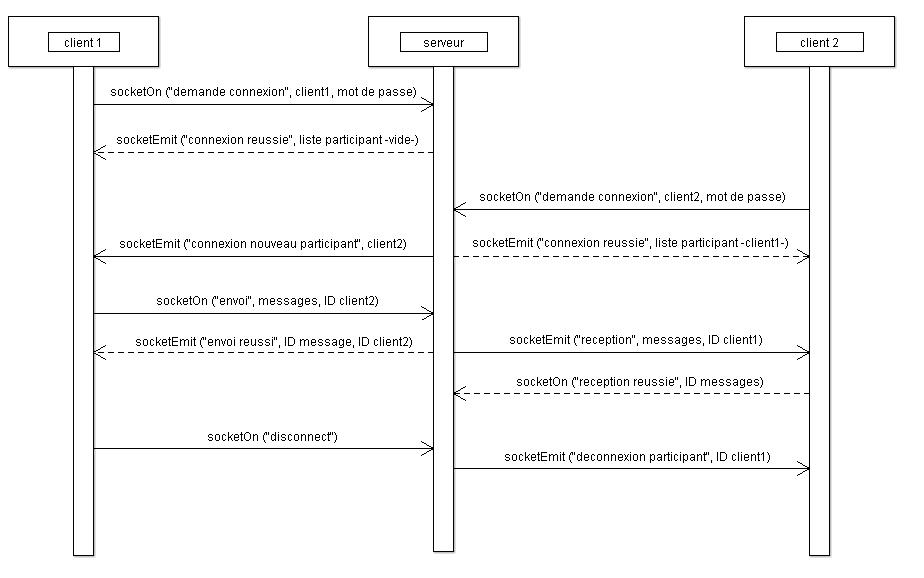 client 1
serveur
client 2
socketOn ("demande connexion", client1, mot de passe)
socketEmit ("connexion reussie", liste participant -vide-)
socketOn ("demande connexion", client2, mot de passe)
socketEmit ("connexion nouveau participant", client2)
socketEmit ("connexion reussie", liste participant -client1-)
socketOn ("envoi", messages, ID client2)
socketEmit ("envoi reussi", ID message, ID client2)
socketEmit ("reception", messages, ID client1)
socketOn ("reception reussie", ID messages)
socketOn ("disconnect")
socketEmit ("deconnexion participant", ID client1)